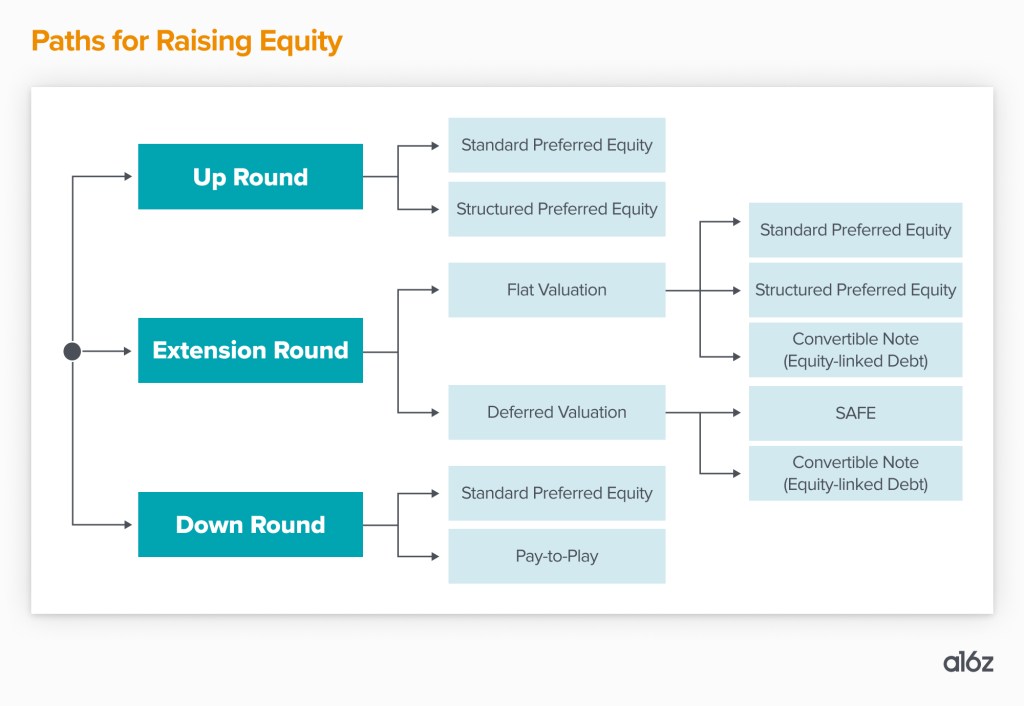 Paths for Raising Equity
Up Round
Standard Preferred Equity
Structured Preferred Equity
Extension Round
Flat Valuation
Standard Preferred Equity
Structured Preferred Equity
Convertible Note
(Equity-linked Debt)
Deferred Valuation
SAFE
Convertible Note
(Equity-linked Debt)
Down Round
Standard Preferred Equity
Pay-to-Play
a16z